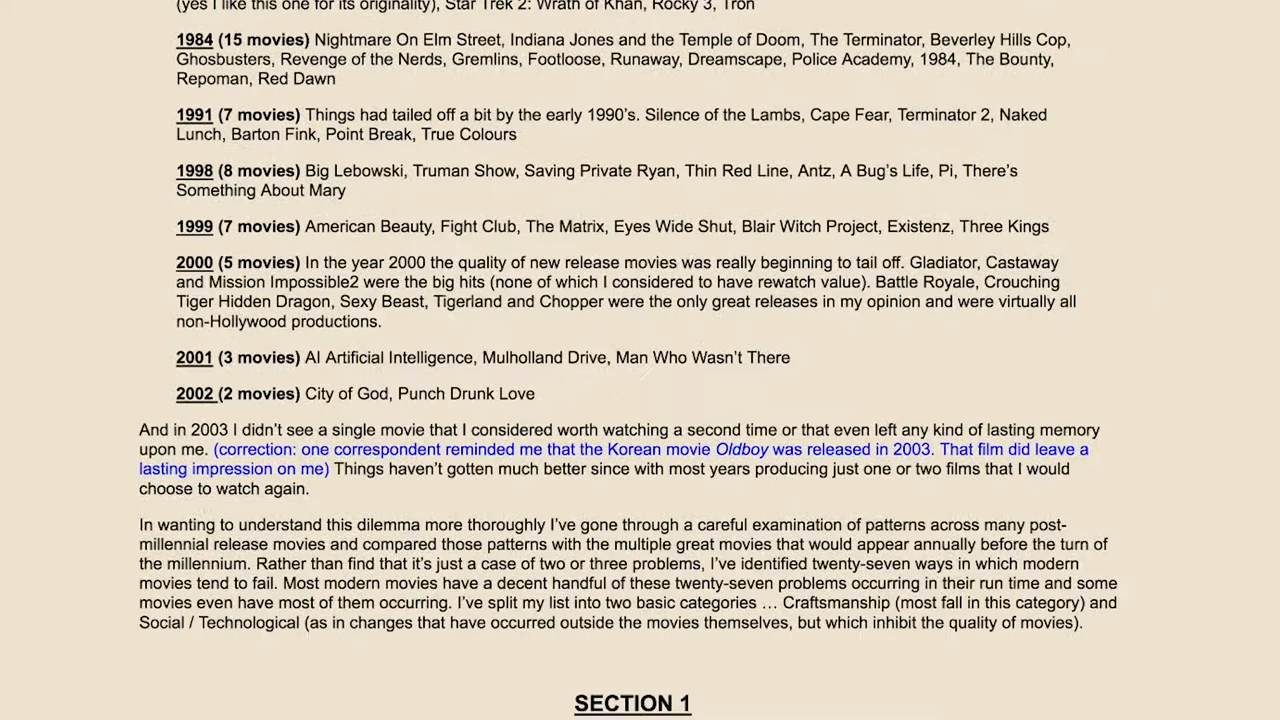 (yes I like this one for its originality), Star Trek 2: Wrath of Khan, Rocky 3, Tron
1984 (15 movies) Nightmare On Elm Street, Indiana Jones and the Temple of Doom, The Terminator, Beverley Hills Cop,
Ghosbusters, Revenge of the Nerds, Gremlins, Footloose, Runaway, Dreamscape, Police Academy, 1984, The Bounty,
Repoman, Red Dawn
1991 (7 movies) Things had tailed off a bit by the early 1990’s. Silence of the Lambs, Cape Fear, Terminator 2, Naked
Lunch, Barton Fink, Point Break, True Colours
1998 (8 movies) Big Lebowski, Truman Show, Saving Private Ryan, Thin Red Line, Antz, A Bug’s Life, Pi, There’s
Something About Mary
1999 (7 movies) American Beauty, Fight Club, The Matrix, Eyes Wide Shut, Blair Witch Project, Existenz, Three Kings
2000 (5 movies) In the year 2000 the quality of new release movies was really beginning to tail off. Gladiator, Castaway
and Mission Impossible2 were the big hits (none of which I considered to have rewatch value). Battle Royale, Crouching
Tiger Hidden Dragon, Sexy Beast, Tigerland and Chopper were the only great releases in my opinion and were virtually all
non-Hollywood productions.
2001 (3 movies) AI Artificial Intelligence, Mulholland Drive, Man Who Wasn’t There
2002 (2 movies) City of God, Punch Drunk Love
And in 2003 I didn’t see a single movie that I considered worth watching a second time or that even left any kind of lasting memory
upon me. (correction: one correspondent reminded me that the Korean movie Oldboy was released in 2003. That film did leave a
lasting impression on me) Things haven’t gotten much better since with most years producing just one or two films that I would
choose to watch again.
In wanting to understand this dilemma more thoroughly I’ve gone through a careful examination of patterns across many post-
millennial release movies and compared those patterns with the multiple great movies that would appear annually before the turn of
the millennium. Rather than find that it’s just a case of two or three problems, I’ve identified twenty-seven ways in which modern
movies tend to fail. Most modern movies have a decent handful of these twenty-seven problems occurring in their run time and some
movies even have most of them occurring. I’ve split my list into two basic categories … Craftsmanship (most fall in this category) and
Social / Technological (as in changes that have occurred outside the movies themselves, but which inhibit the quality of movies).
SECTION 1